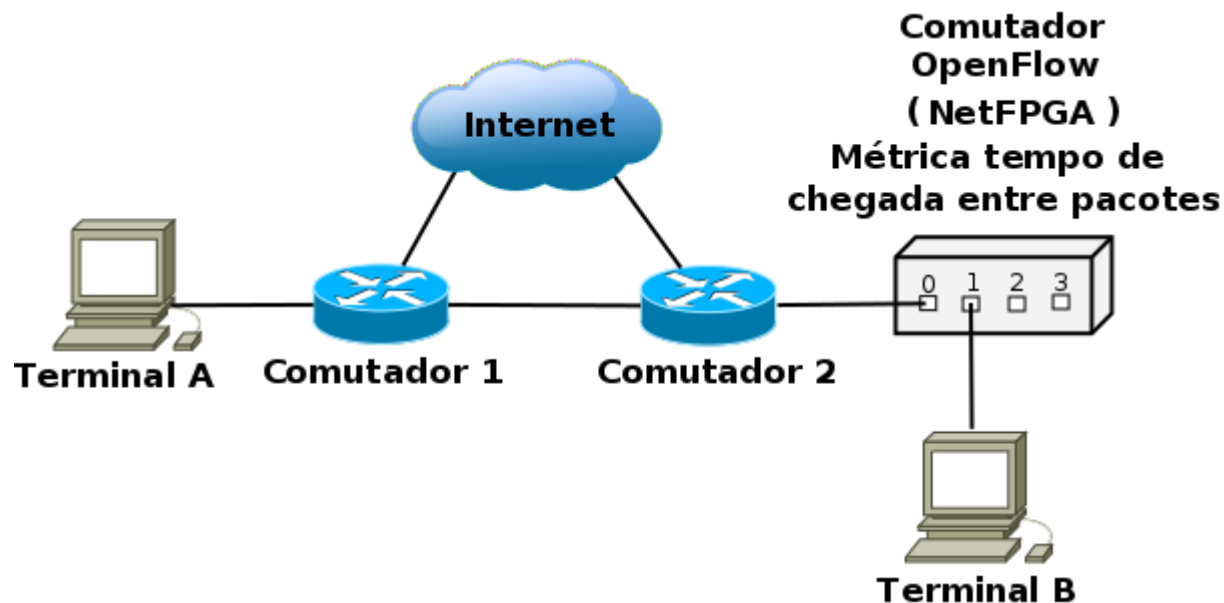 Comutador
OpenFlow
( NetFPGA )
Métrica tempo de
chegada entre pacotes
Internet
0 1 2 3
Terminal A
Comutador 1
Comutador 2
Terminal B